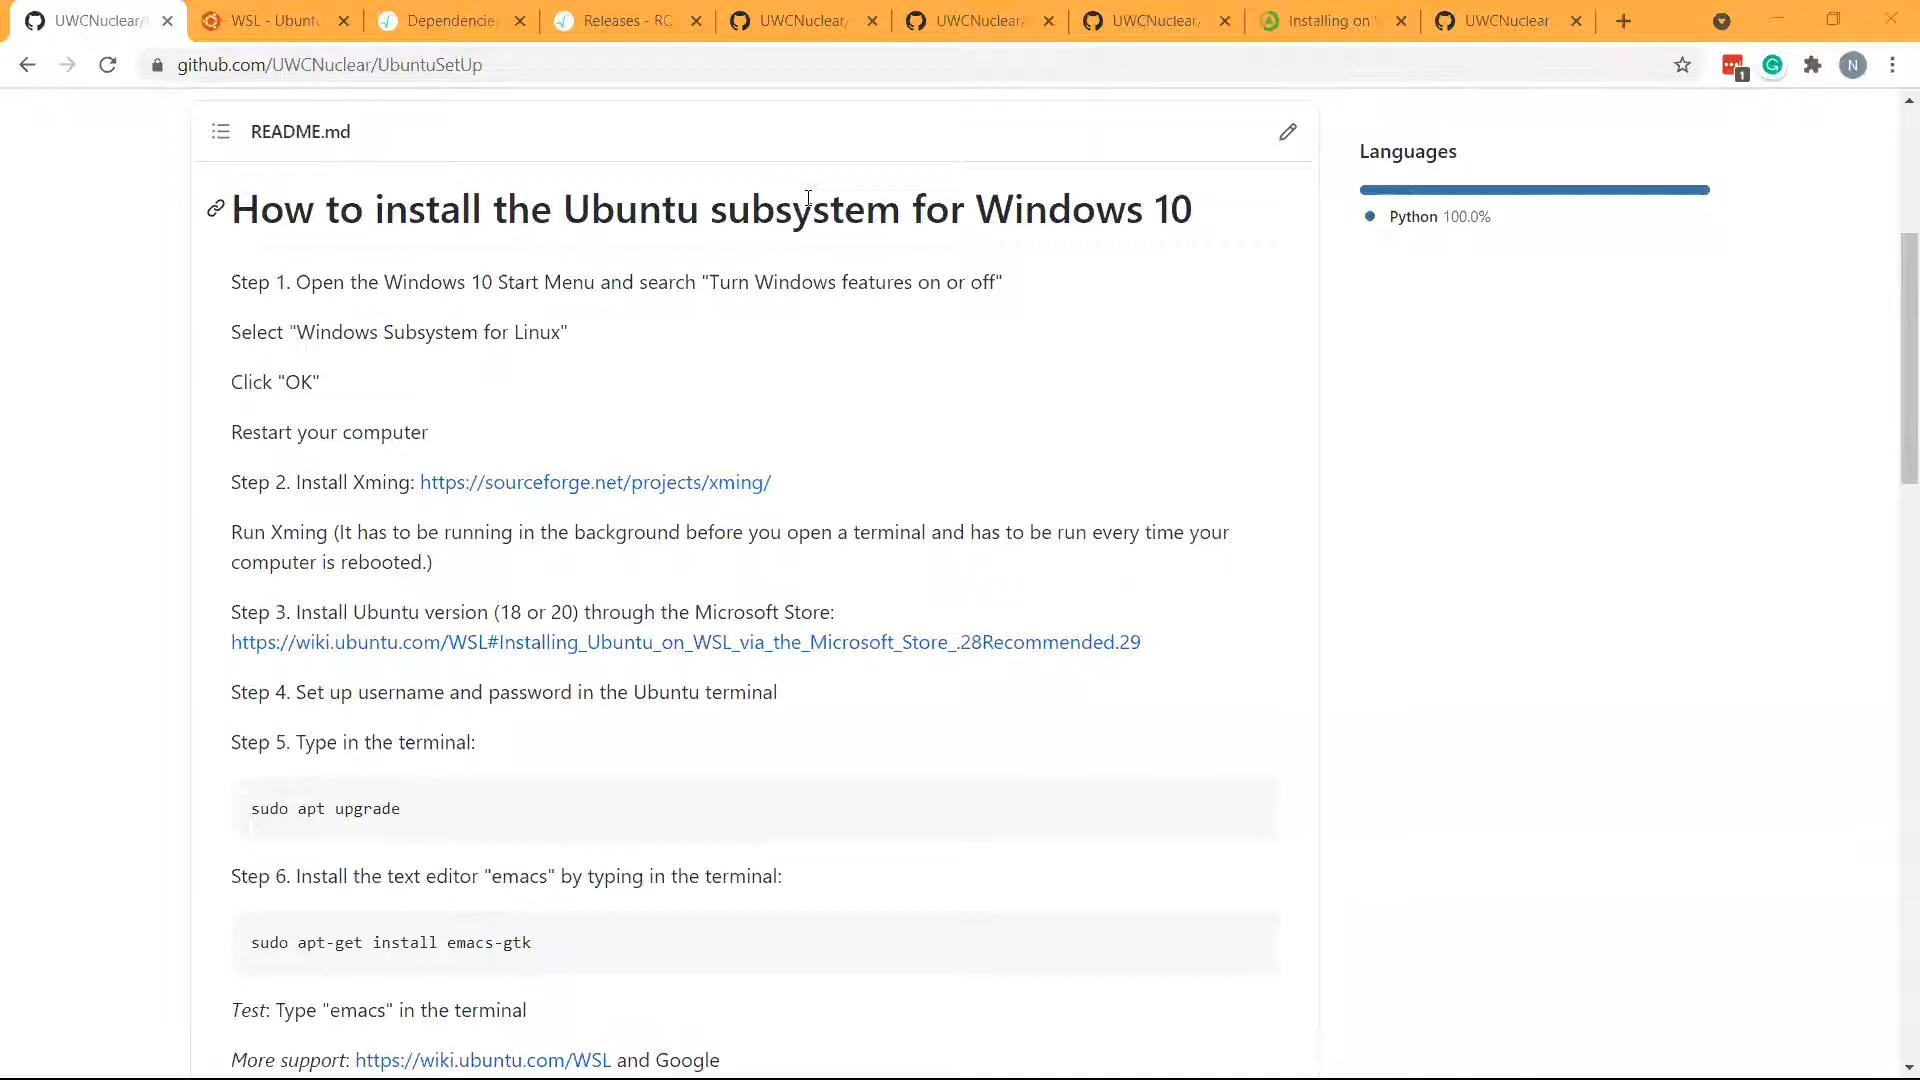 UWCNuclear/
WSL - Ubuntu
Dependencie
Releases - RO
UWCNuclear/
UWCNuclear/
UWCNuclear/
Installing on
UWCNuclear
github.com/UWCNuclear/UbuntuSetUp
1
N
README.md
How to install the Ubuntu subsystem for Windows 10
Step 1. Open the Windows 10 Start Menu and search "Turn Windows features on or off"
Select "Windows Subsystem for Linux"
Click "OK"
Restart your computer
Step 2. Install Xming: https://sourceforge.net/projects/xming/
Run Xming (It has to be running in the background before you open a terminal and has to be run every time your
computer is rebooted.)
Step 3. Install Ubuntu version (18 or 20) through the Microsoft Store:
https://wiki.ubuntu.com/WSL#Installing_Ubuntu_on_WSL_via_the_Microsoft_Store_.28Recommended.29
Step 4. Set up username and password in the Ubuntu terminal
Step 5. Type in the terminal:
sudo apt upgrade
Step 6. Install the text editor "emacs" by typing in the terminal:
sudo apt-get install emacs-gtk
Test: Type "emacs" in the terminal
More support: https://wiki.ubuntu.com/WSL and Google
Languages
Python 100.0%